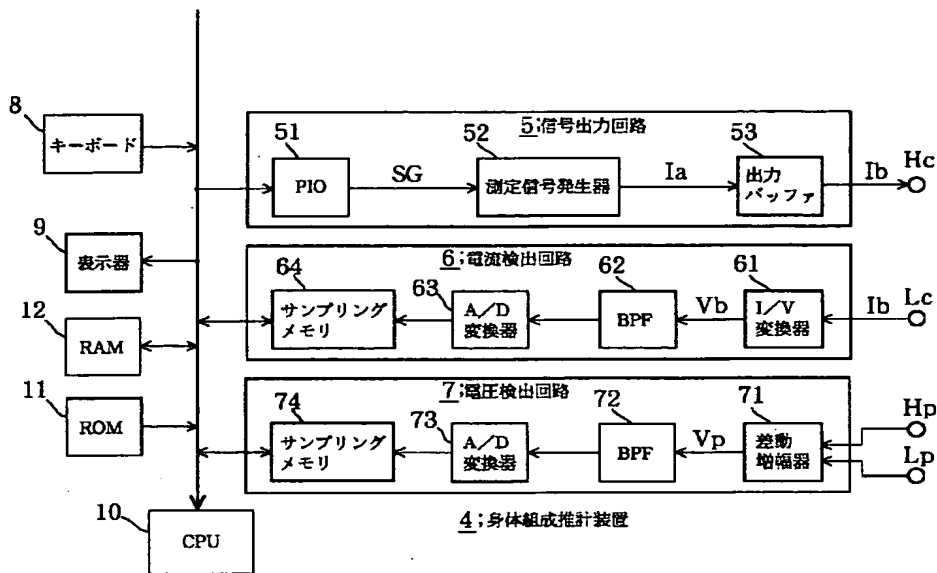 8
キーボード
9
表示器
12
RAM
11
ROM
10
CPU
5;信号出力回路
51
PIO
SG
52
測定信号発生器
Ia
53
出力
バッファ
Ib
Hc
6;電流検出回路
64
サンプリング
メモリ
63
A/D
変換器
62
BPF
Vb
61
I/V
変換器
Ib
Lc
7;電圧検出回路
74
サンプリング
メモリ
73
A/D
変換器
72
BPF
Vp
71
差動
増幅器
Hp
Lp
4;身体組成推計装置